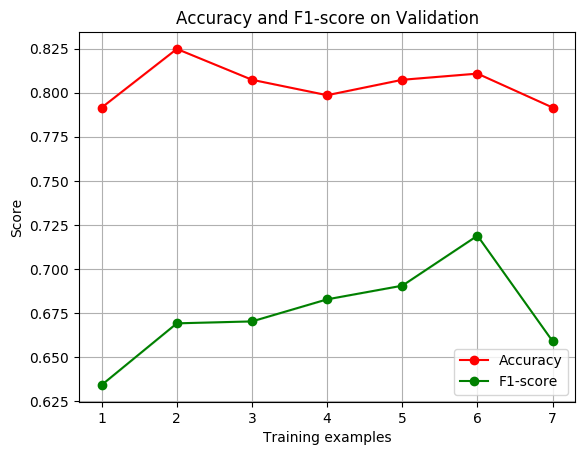 Accuracy and F1-score on Validation
0.825
0.800
0.775
0.750
0.725
0.700
0.675
0.650
0.625
Score
1 2 3 4 5 6 7
Training examples
Accuracy
F1-score